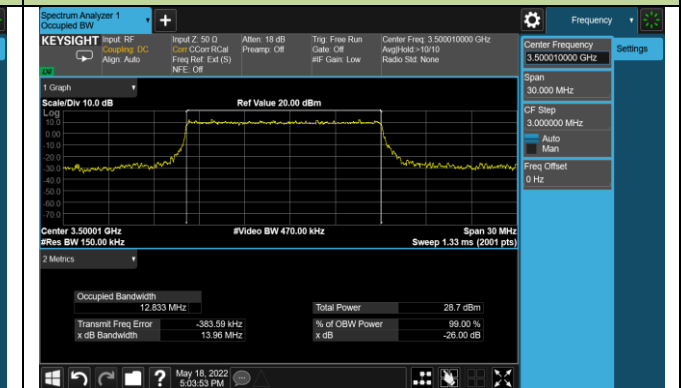 Spectrum Analyzer 1
Occupied BW
Frequency
KEYSIGHT
Input: RF
Coupling: DC
Align: Auto
Input Z: 50 Ω
Corr CCorr RCal
Freq Ref: Ext (S)
NFE: Off
Atten: 18 dB
Preamp: Off
Trig: Free Run
Gate: Off
#IF Gain: Low
Center Freq: 3.500010000 GHz
Avg|Hold:>10/10
Radio Std: None
Center Frequency
3.500010000 GHz
Settings
Span
30.000 MHz
CF Step
3.000000 MHz
Auto
Man
Freq Offset
0 Hz
1 Graph
Scale/Div 10.0 dB
Ref Value 20.00 dBm
Log
10.0
0.00
-10.0
-20.0
-30.0
-40.0
-50.0
-60.0
-70.0
Center 3.50001 GHz
#Video BW 470.00 kHz
Span 30 MHz
#Res BW 150.00 kHz
Sweep 1.33 ms (2001 pts)
2 Metrics
Occupied Bandwidth
12.833 MHz
Total Power
28.7 dBm
Transmit Freq Error
-383.59 kHz
% of OBW Power
99.00 %
x dB Bandwidth
13.96 MHz
x dB
-26.00 dB
May 18, 2022
5:03:53 PM